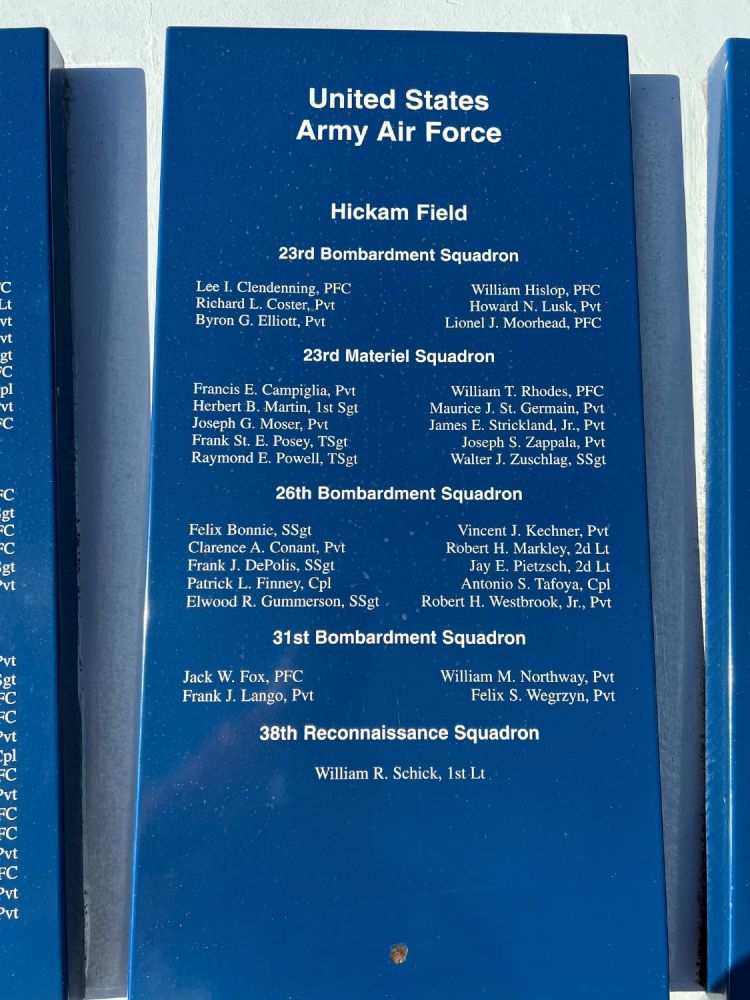 United States
Army Air Force
Hickam Field
23rd Bombardment Squadron
Lee I. Clendenning, PFC William Hislop, PFC
Richard L. Coster, Pvt Howard N. Lusk, Pvt
Byron G. Elliott, Pvt Lionel J. Moorhead, PFC
23rd Materiel Squadron
Francis E. Campiglia, Pvt William T. Rhodes, PFC
Herbert B. Martin, 1st Sgt Maurice J. St. Germain, Pvt
Joseph G. Moser, Pvt James E. Strickland, Jr., Pvt
Frank St. E. Posey, TSgt Joseph S. Zappala, Pvt
Raymond E. Powell, TSgt Walter J. Zuschlag, SSgt
26th Bombardment Squadron
Felix Bonnie, SSgt Vincent J. Kechner, Pvt
Clarence A. Conant, Pvt Robert H. Markley, 2d Lt
Frank J. DePolis, SSgt Jay E. Pietzsch, 2d Lt
Patrick L. Finney, Cpl Antonio S. Tafoya, Cpl
Elwood R. Gummerson, SSgt Robert H. Westbrook, Jr., Pvt
31st Bombardment Squadron
Jack W. Fox, PFC William M. Northway, Pvt
Frank J. Lango, Pvt Felix S. Wegrzyn, Pvt
38th Reconnaissance Squadron
William R. Schick, 1st Lt